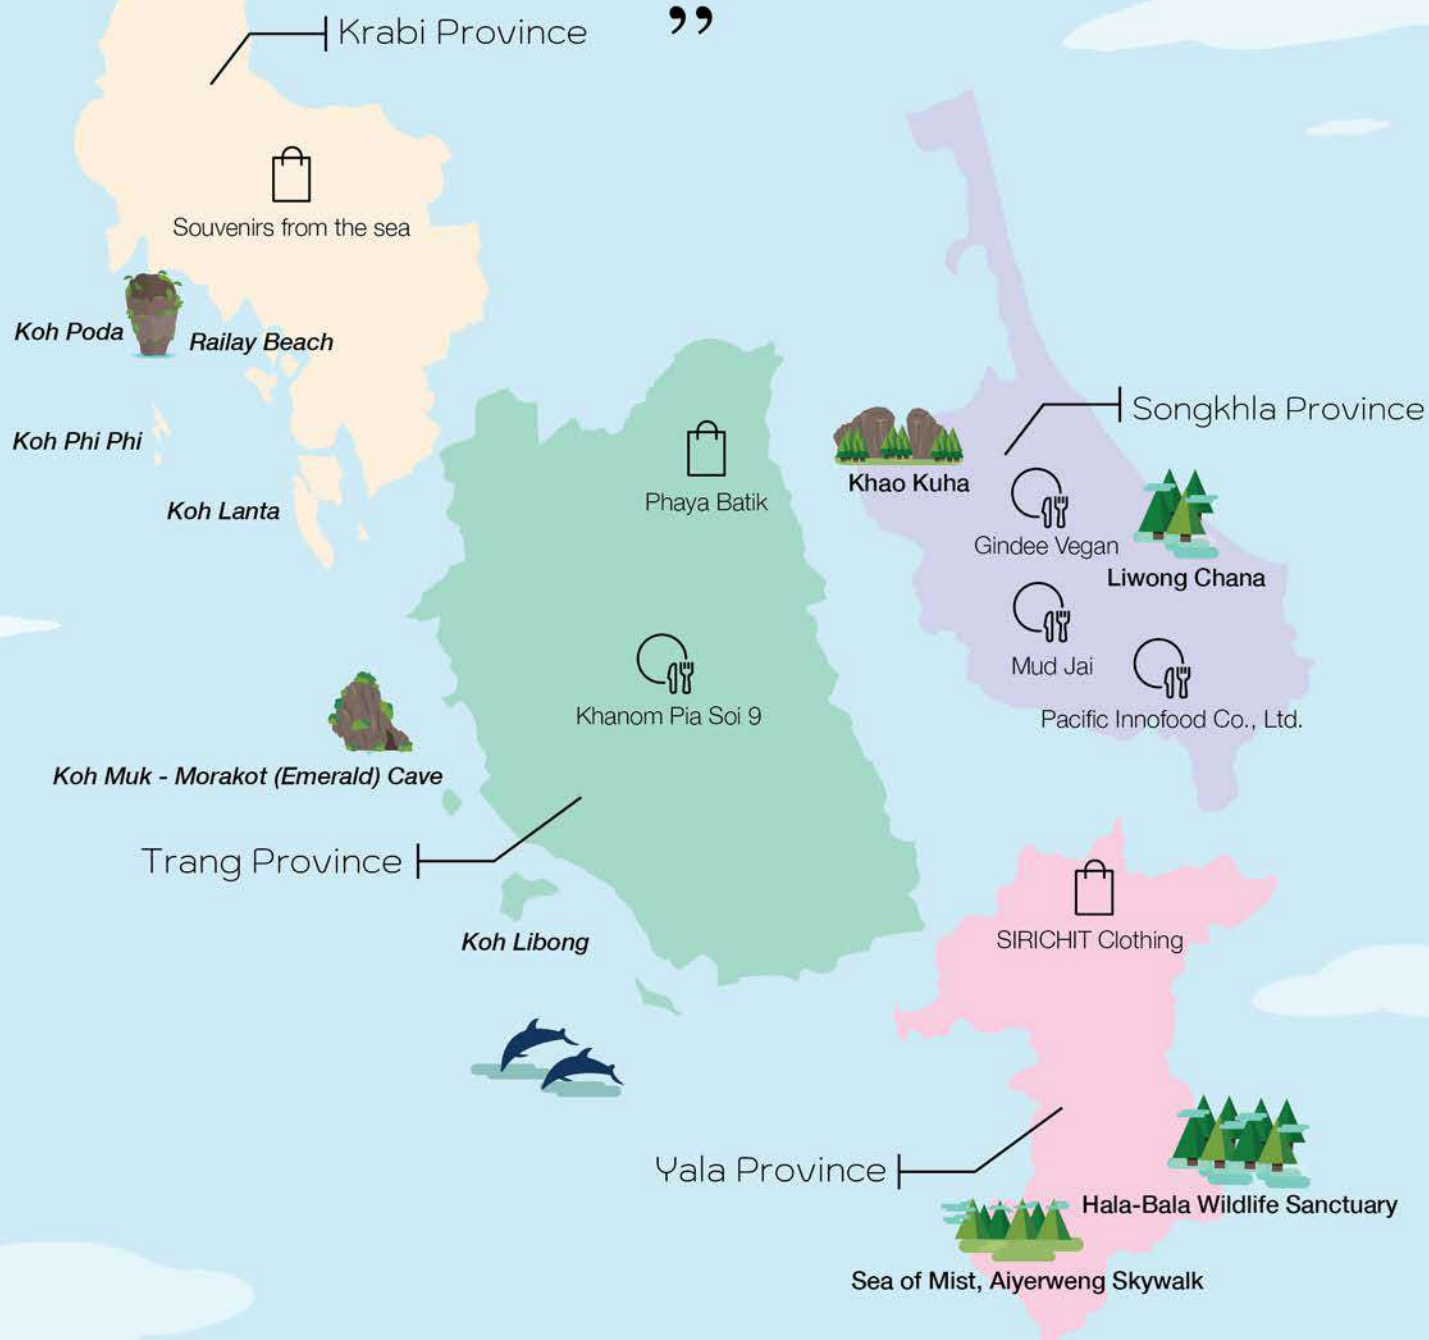 ”
Krabi Province
Souvenirs from the sea
Koh Poda
Railay Beach
Koh Phi Phi
Koh Lanta
Songkhla Province
Khao Kuha
Phaya Batik
Gindee Vegan
Liwong Chana
Mud Jai
Khanom Pia Soi 9
Pacific Innofood Co., Ltd.
Koh Muk - Morakot (Emerald) Cave
Trang Province
Koh Libong
SIRICHIT Clothing
Yala Province
Hala-Bala Wildlife Sanctuary
Sea of Mist, Aiyerweng Skywalk